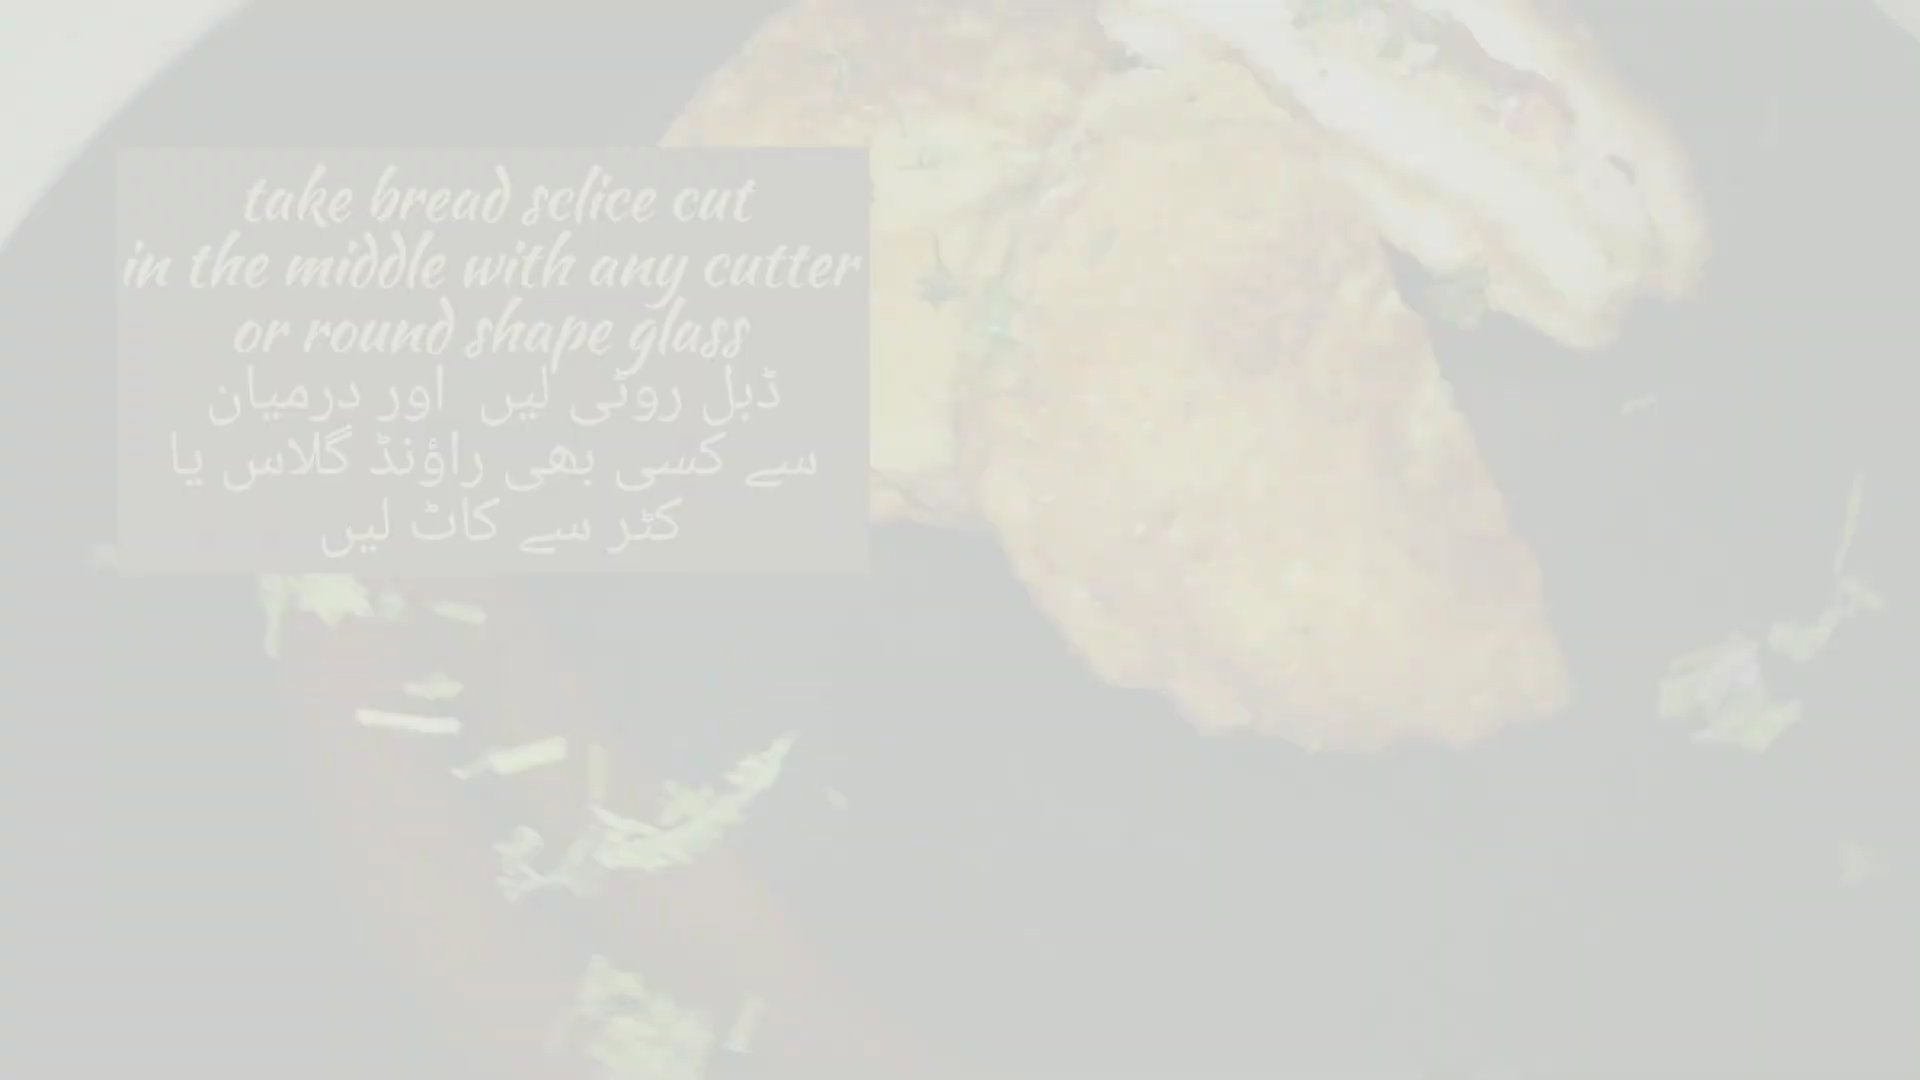 take bread sclice cut
in the middle with any cutter
or round shape glass
ڈبل روٹی لیں اور درمیان
سے کسی بھی راؤنڈ گلاس یا
کٹر سے کاٹ لیں